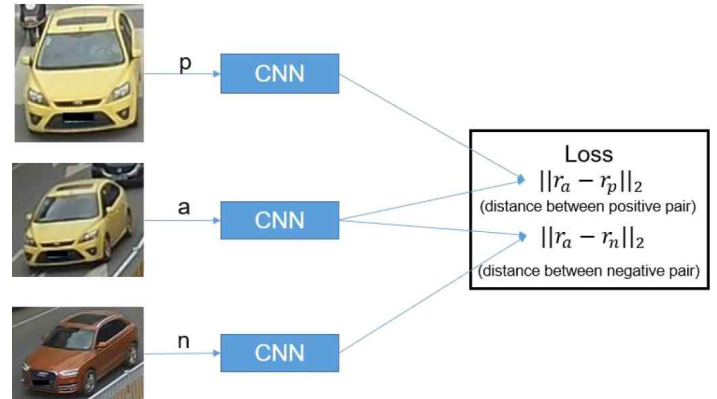 p
CNN
Loss
||r_a − r_p||_2
(distance between positive pair)
a
CNN
||r_a − r_n||_2
(distance between negative pair)
n
CNN